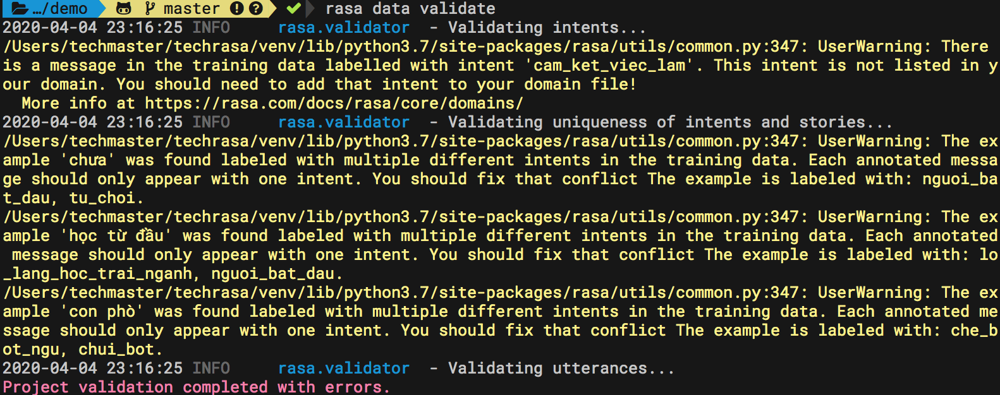 …/demo master ! ? rasa data validate
2020-04-04 23:16:25 INFO     rasa.validator  - Validating intents...
/Users/techmaster/techrasa/venv/lib/python3.7/site-packages/rasa/utils/common.py:347: UserWarning: There
is a message in the training data labelled with intent 'cam_ket_viec_lam'. This intent is not listed in y
our domain. You should need to add that intent to your domain file!
  More info at https://rasa.com/docs/rasa/core/domains/
2020-04-04 23:16:25 INFO     rasa.validator  - Validating uniqueness of intents and stories...
/Users/techmaster/techrasa/venv/lib/python3.7/site-packages/rasa/utils/common.py:347: UserWarning: The ex
ample 'chưa' was found labeled with multiple different intents in the training data. Each annotated messa
ge should only appear with one intent. You should fix that conflict The example is labeled with: nguoi_ba
t_dau, tu_choi.
/Users/techmaster/techrasa/venv/lib/python3.7/site-packages/rasa/utils/common.py:347: UserWarning: The ex
ample 'học từ đầu' was found labeled with multiple different intents in the training data. Each annotated
 message should only appear with one intent. You should fix that conflict The example is labeled with: lo
_lang_hoc_trai_nganh, nguoi_bat_dau.
/Users/techmaster/techrasa/venv/lib/python3.7/site-packages/rasa/utils/common.py:347: UserWarning: The ex
ample 'con phò' was found labeled with multiple different intents in the training data. Each annotated me
ssage should only appear with one intent. You should fix that conflict The example is labeled with: che_b
ot_ngu, chui_bot.
2020-04-04 23:16:25 INFO     rasa.validator  - Validating utterances...
Project validation completed with errors.